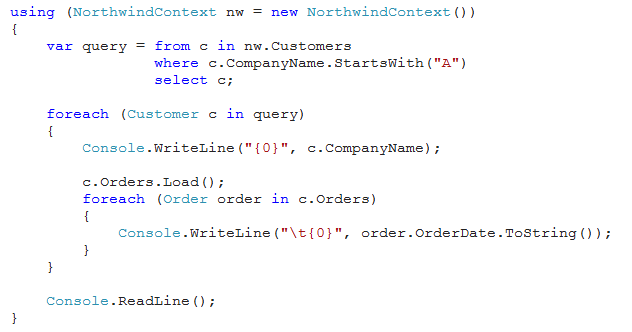 using (NorthwindContext nw = new NorthwindContext())
{
    var query = from c in nw.Customers
                where c.CompanyName.StartsWith("A")
                select c;

    foreach (Customer c in query)
    {
        Console.WriteLine("{0}", c.CompanyName);

        c.Orders.Load();
        foreach (Order order in c.Orders)
        {
            Console.WriteLine("\t{0}", order.OrderDate.ToString());
        }
    }

    Console.ReadLine();
}